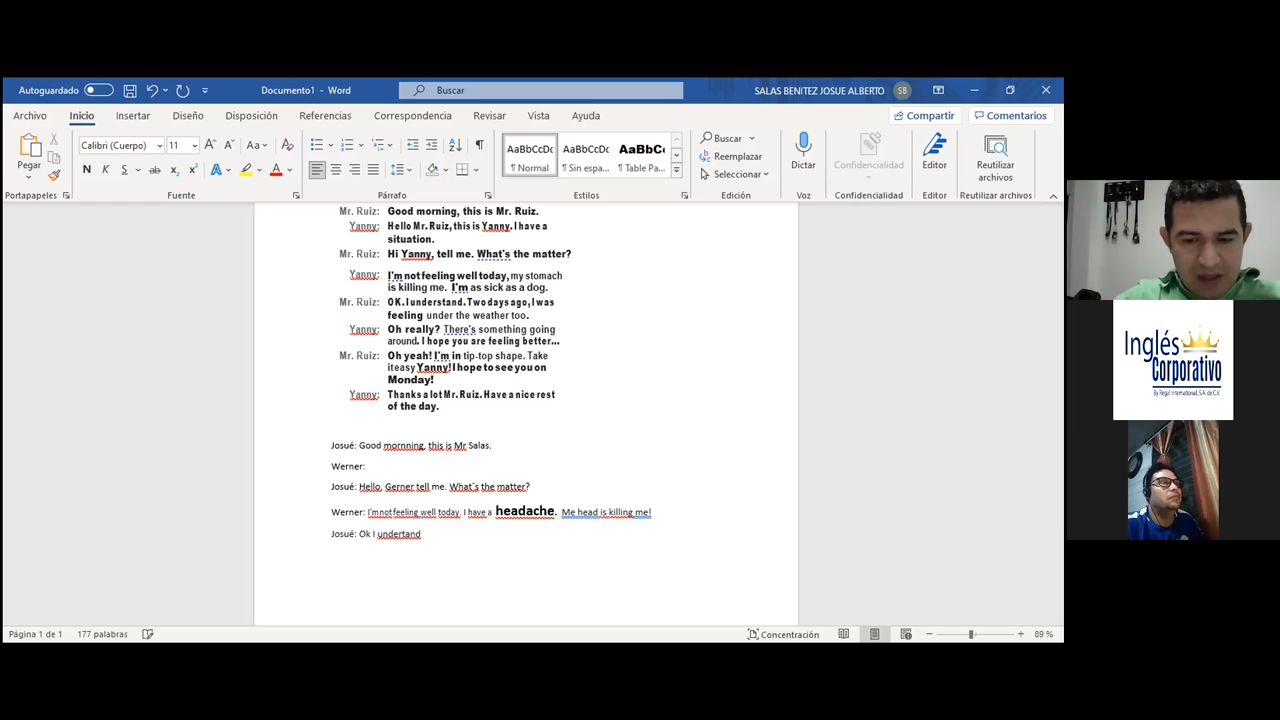 Autoguardado
Documento1 - Word
Buscar
SALAS BENITEZ JOSUE ALBERTO
SB
Archivo Inicio Insertar Diseño Disposición Referencias Correspondencia Revisar Vista Ayuda
Compartir
Comentarios
Pegar
Calibri (Cuerpo)
11
AaBbCcDc
AaBbCcDc
AaBbC
¶ Normal
¶ Sin espa...
¶ Table Pa...
Buscar
Reemplazar
Seleccionar
Dictar
Confidencialidad
Editor
Reutilizar archivos
Portapapeles
Fuente
Párrafo
Estilos
Edición
Voz
Confidencialidad
Editor
Reutilizar archivos
Mr. Ruiz: Good morning, this is Mr. Ruiz.
Yanny: Hello Mr. Ruiz, this is Yanny. I have a
situation.
Mr. Ruiz: Hi Yanny, tell me. What's the matter?
Yanny: I'm not feeling well today, my stomach
is killing me. I'm as sick as a dog.
Mr. Ruiz: OK. I understand. Two days ago, I was
feeling under the weather too.
Yanny: Oh really? There's something going
around. I hope you are feeling better...
Mr. Ruiz: Oh yeah! I'm in tip-top shape. Take
iteasy Yanny! I hope to see you on
Monday!
Yanny: Thanks a lot Mr. Ruiz. Have a nice rest
of the day.
Josué: Good mornning, this is Mr Salas.
Werner:
Josué: Hello, Gerner tell me. What´s the matter?
Werner: I'm not feeling well today. I have a headache. Me head is killing me!
Josué: Ok I undertand
Página 1 de 1
177 palabras
Concentración
89 %
Inglés
Corporativo
By Regal International, S.A. de C.V.